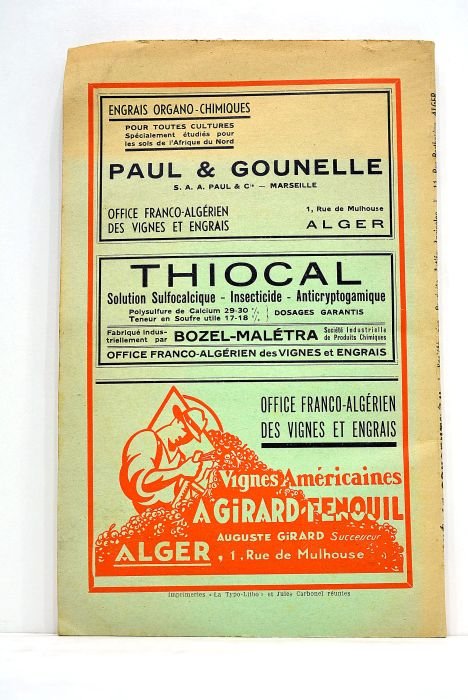 ENGRAIS ORGANO-CHIMIQUES
POUR TOUTES CULTURES
Spécialement étudiés pour
les sols de l'Afrique du Nord
PAUL & GOUNELLE
S. A. A. PAUL & Cie — MARSEILLE
OFFICE FRANCO-ALGÉRIEN
DES VIGNES ET ENGRAIS
1, Rue de Mulhouse
ALGER
THIOCAL
Solution Sulfocalcique - Insecticide - Anticryptogamique
Polysulfure de Calcium 29-30 %
Teneur en Soufre utile 17-18 %
DOSAGES GARANTIS
Fabriqué indus-
triellement par
BOZEL-MALÉTRA
Société Industrielle
de Produits Chimiques
OFFICE FRANCO-ALGÉRIEN des VIGNES et ENGRAIS
OFFICE FRANCO-ALGÉRIEN
DES VIGNES ET ENGRAIS
Vignes Américaines
A GIRARD-FENOUIL
AUGUSTE GIRARD Successeur
ALGER, 1, Rue de Mulhouse
Imprimeries « La Typo-Litho » et Jules Carbonel réunies
ALGER